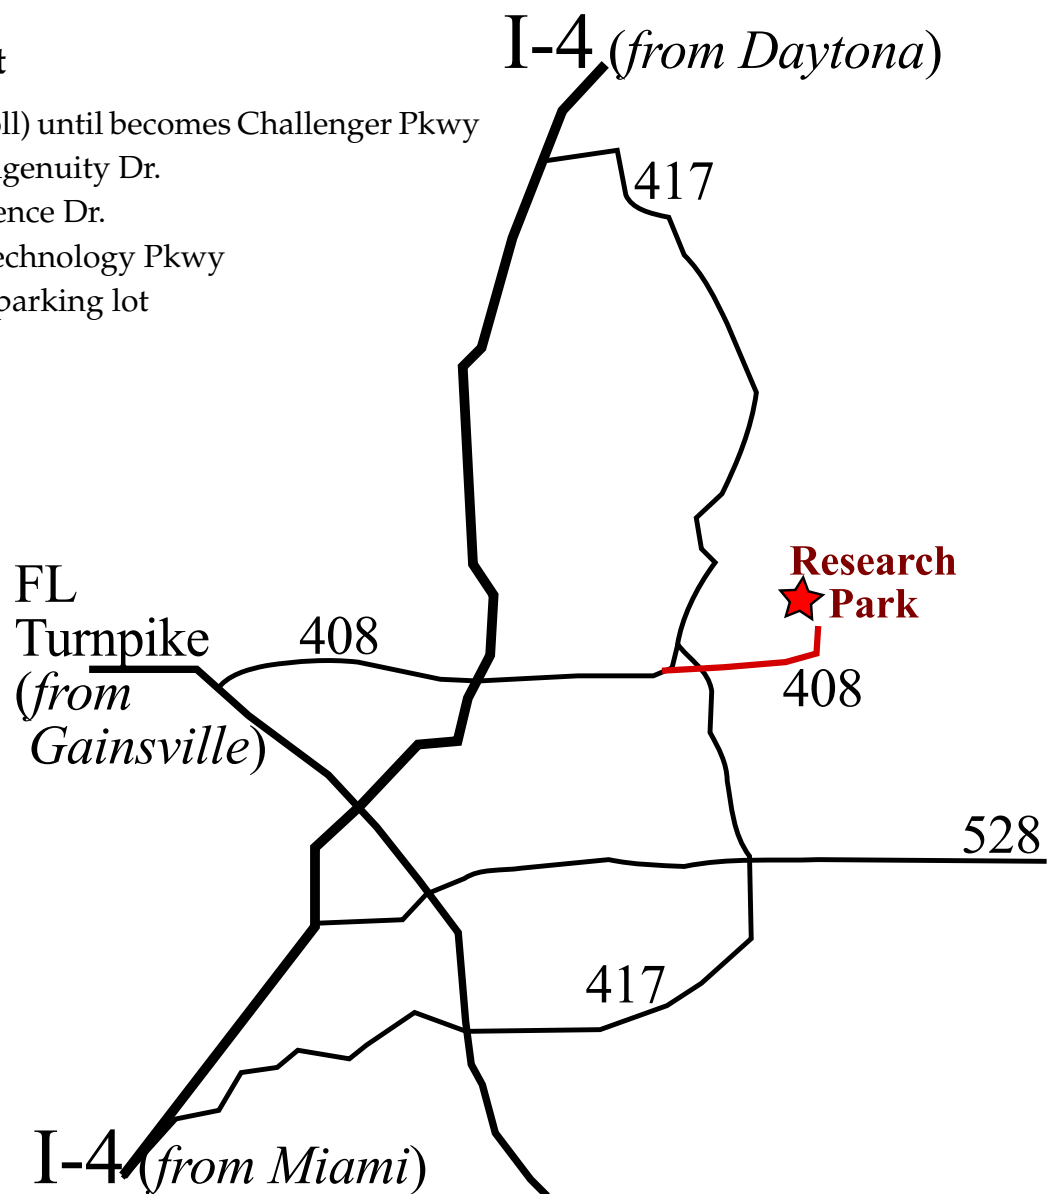 I-4 (from Daytona)
t
ll) until becomes Challenger Pkwy
genuity Dr.
ence Dr.
echnology Pkwy
parking lot
417
Research
Park
FL
Turnpike
(from
Gainsville)
408
408
528
417
I-4 (from Miami)